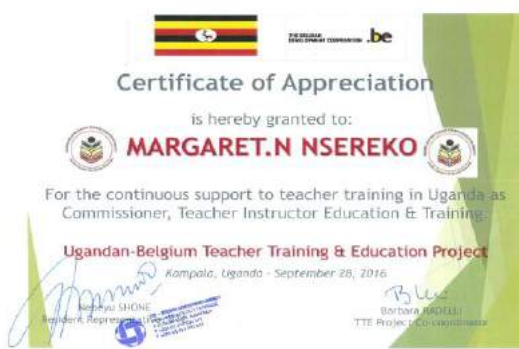 THE BELGIAN
DEVELOPMENT COOPERATION .be
Certificate of Appreciation
is hereby granted to:
MARGARET.N NSEREKO
For the continuous support to teacher training in Uganda as
Commissioner, Teacher Instructor Education & Training.
Ugandan-Belgium Teacher Training & Education Project
Kampala, Uganda - September 28, 2016
SHONE
Resident Representative
Barbara RADELLI
TTE Project Co-coordinator